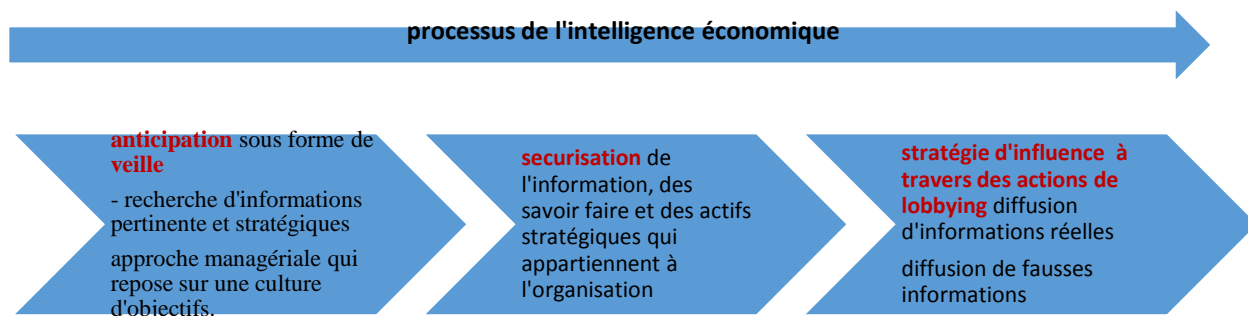 processus de l'intelligence économique
anticipation sous forme de
veille
- recherche d'informations
pertinente et stratégiques
approche managériale qui
repose sur une culture
d'objectifs.
securisation de
l'information, des
savoir faire et des actifs
stratégiques qui
appartiennent à
l'organisation
stratégie d'influence à
travers des actions de
lobbying diffusion
d'informations réelles
diffusion de fausses
informations